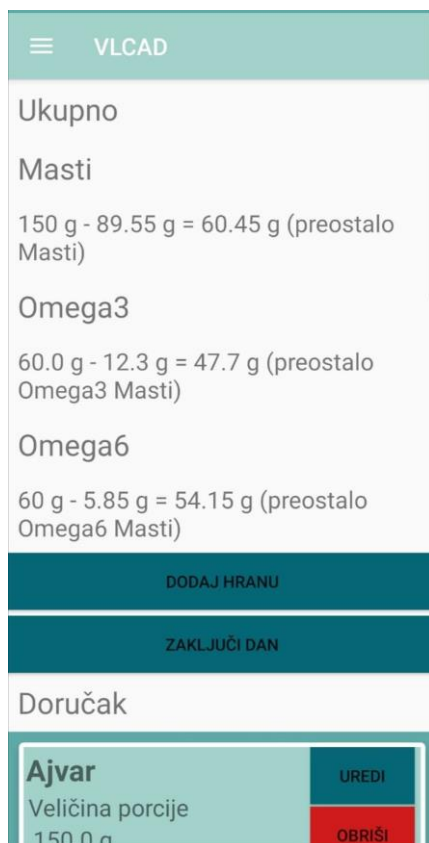 VLCAD
Ukupno
Masti
150 g - 89.55 g = 60.45 g (preostalo
Masti)
Omega3
60.0 g - 12.3 g = 47.7 g (preostalo
Omega3 Masti)
Omega6
60 g - 5.85 g = 54.15 g (preostalo
Omega6 Masti)
DODAJ HRANU
ZAKLJUČI DAN
Doručak
Ajvar
UREDI
Veličina porcije
150.0 g
OBRIŠI